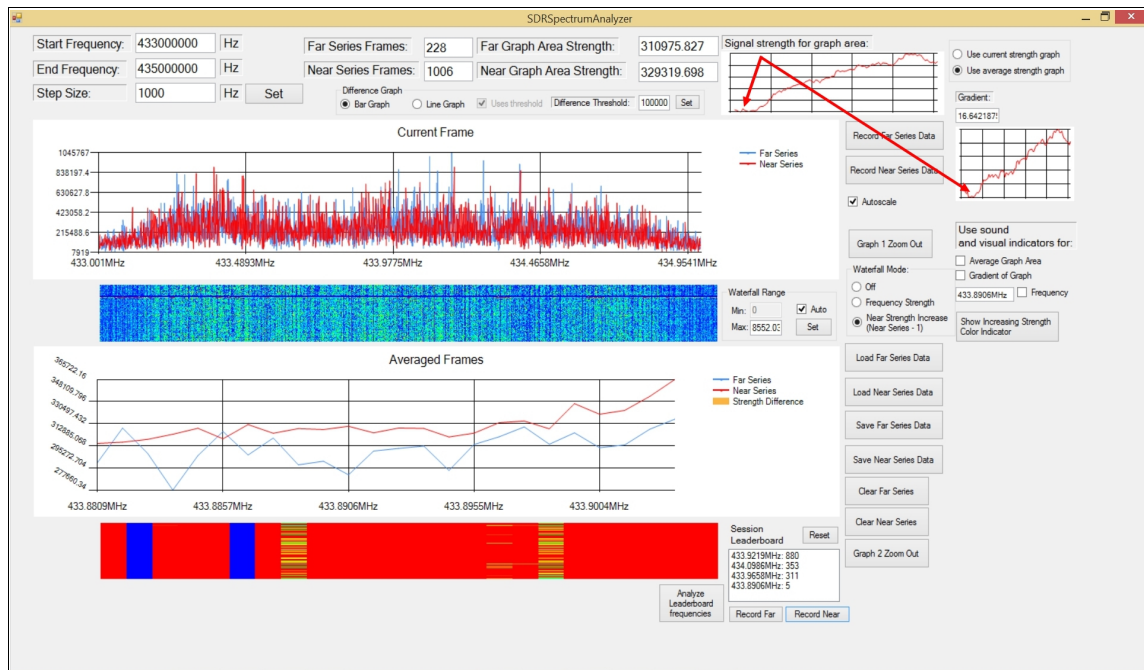 SDRSpectrumAnalyzer
Start Frequency: 433000000 Hz
End Frequency: 435000000 Hz
Step Size: 1000 Hz Set
Far Series Frames: 228 Far Graph Area Strength: 310975.827
Near Series Frames: 1006 Near Graph Area Strength: 329319.698
Difference Graph
Bar Graph Line Graph Uses threshold Difference Threshold: 100000 Set
Signal strength for graph area:
Use current strength graph
Use average strength graph
Gradient:
16.642187
Current Frame
1045767
838197.4
630627.8
423058.2
215488.6
7919
433.001MHz 433.4893MHz 433.9775MHz 434.4658MHz 434.9541MHz
Far Series
Near Series
Record Far Series Data
Record Near Series Data
Autoscale
Graph 1 Zoom Out
Use sound
and visual indicators for:
Average Graph Area
Gradient of Graph
433.8906MHz Frequency
Show Increasing Strength
Color Indicator
Waterfall Mode:
Off
Frequency Strength
Near Strength Increase
(Near Series - 1)
Waterfall Range
Min: 0 Auto
Max: 8552.03 Set
Averaged Frames
365722.16
348109.796
330497.432
312885.068
295272.704
277660.34
433.8809MHz 433.8857MHz 433.8906MHz 433.8955MHz 433.9004MHz
Far Series
Near Series
Strength Difference
Load Far Series Data
Load Near Series Data
Save Far Series Data
Save Near Series Data
Clear Far Series
Clear Near Series
Graph 2 Zoom Out
Session
Leaderboard Reset
433.9219MHz: 880
434.0986MHz: 353
433.9658MHz: 311
433.8906MHz: 5
Analyze
Leaderboard
frequencies
Record Far Record Near